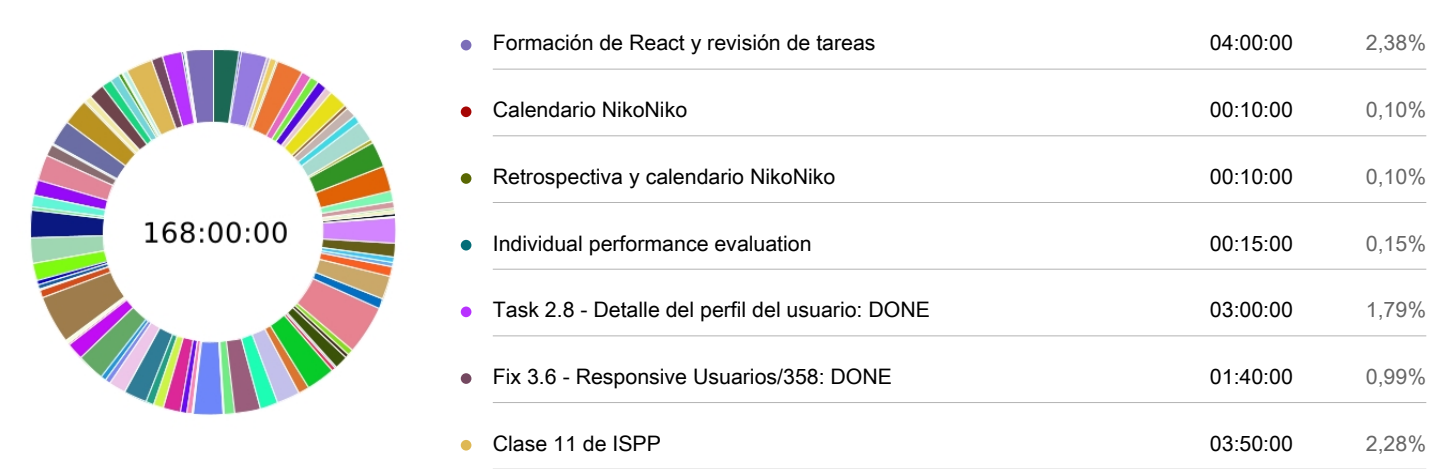 168:00:00
Formación de React y revisión de tareas 04:00:00 2,38%
Calendario NikoNiko 00:10:00 0,10%
Retrospectiva y calendario NikoNiko 00:10:00 0,10%
Individual performance evaluation 00:15:00 0,15%
Task 2.8 - Detalle del perfil del usuario: DONE 03:00:00 1,79%
Fix 3.6 - Responsive Usuarios/358: DONE 01:40:00 0,99%
Clase 11 de ISPP 03:50:00 2,28%